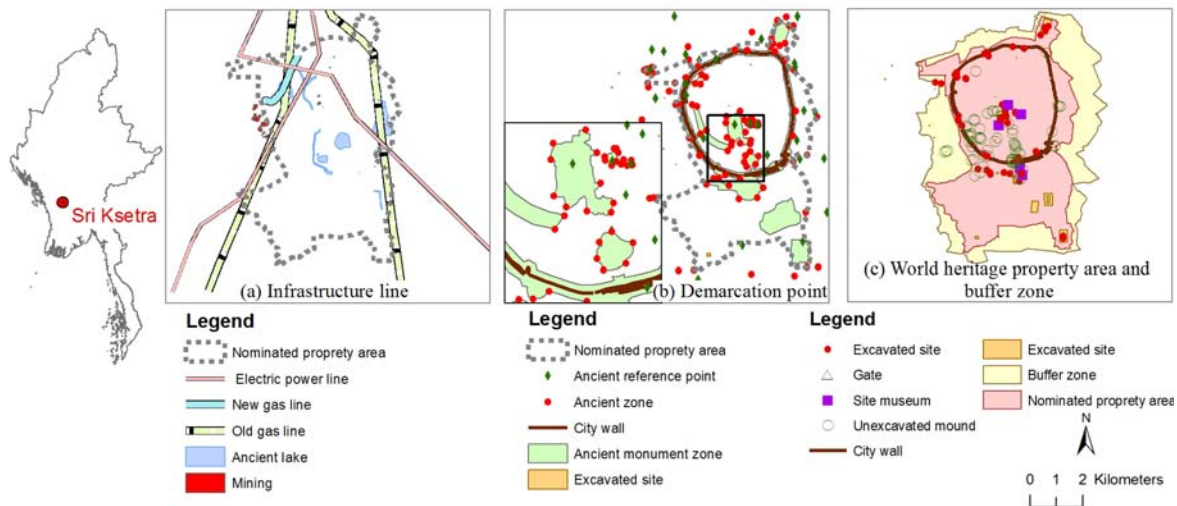 Sri Ksetra
(a) Infrastructure line
(b) Demarcation point
(c) World heritage property area and
buffer zone
Legend
Nominated proprety area
Electric power line
New gas line
Old gas line
Ancient lake
Mining
Legend
Nominated proprety area
Ancient reference point
Ancient zone
City wall
Ancient monument zone
Excavated site
Legend
Excavated site
Gate
Site museum
Unexcavated mound
City wall
Excavated site
Buffer zone
Nominated proprety area
N
0 1 2 Kilometers